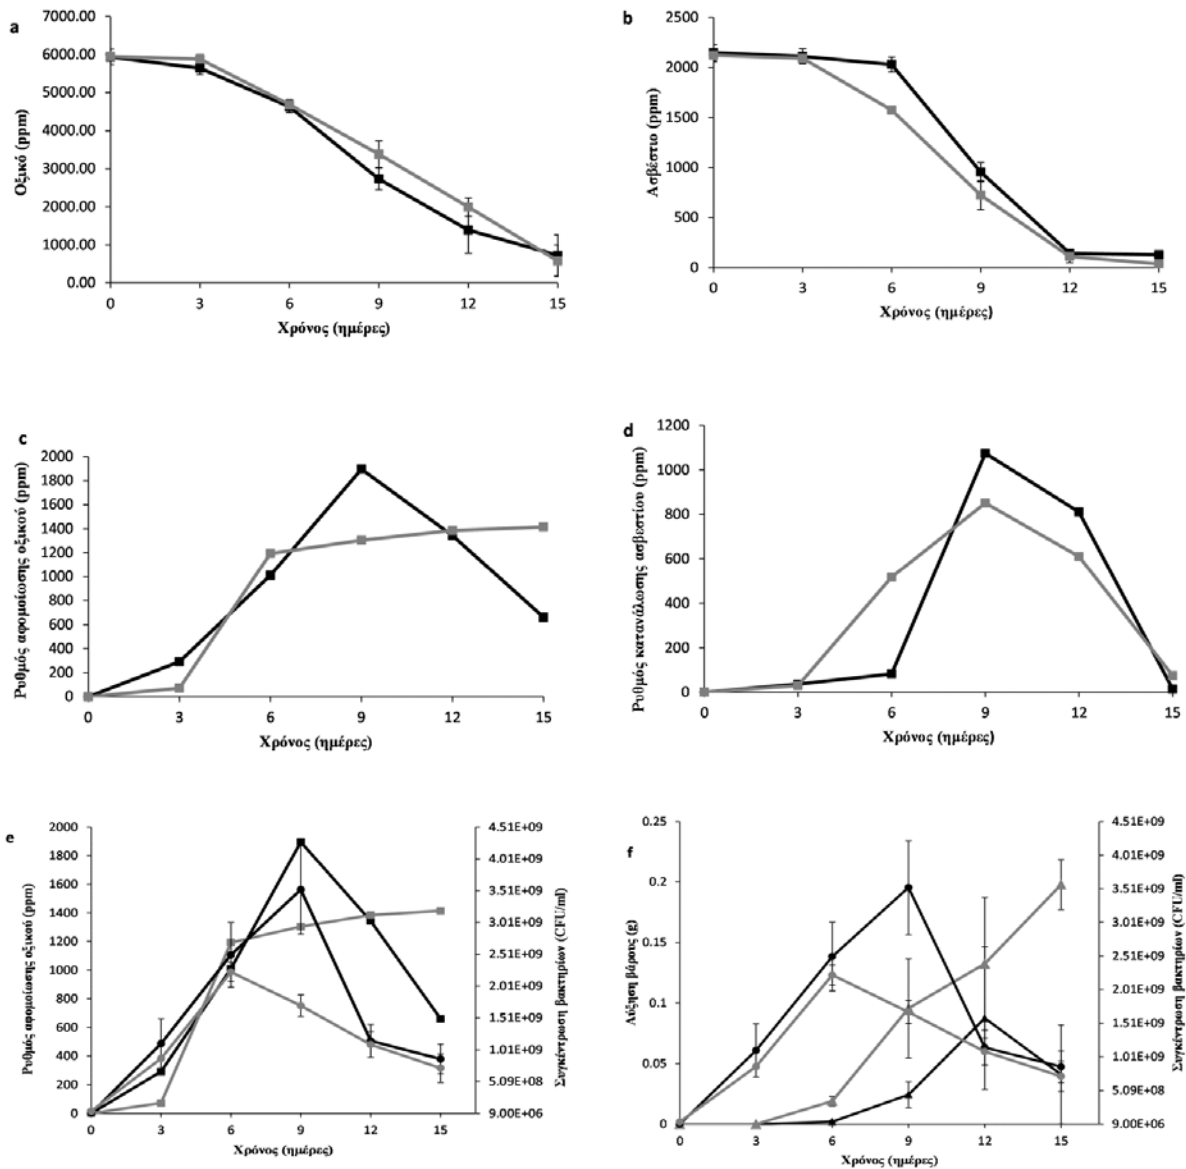 a
7000.00
6000.00
5000.00
4000.00
3000.00
2000.00
1000.00
0.00
Οξικό (ppm)
0 3 6 9 12 15
Χρόνος (ημέρες)
b
2500
2000
1500
1000
500
0
Ασβέστιο (ppm)
0 3 6 9 12 15
Χρόνος (ημέρες)
c
2000
1800
1600
1400
1200
1000
800
600
400
200
0
Ρυθμός αφομοίωσης οξικού (ppm)
0 3 6 9 12 15
Χρόνος (ημέρες)
d
1200
1000
800
600
400
200
0
Ρυθμός κατανάλωσης ασβεστίου (ppm)
0 3 6 9 12 15
Χρόνος (ημέρες)
e
2000
1800
1600
1400
1200
1000
800
600
400
200
0
Ρυθμός αφομοίωσης οξικού (ppm)
4.51E+09
4.01E+09
3.51E+09
3.01E+09
2.51E+09
2.01E+09
1.51E+09
1.01E+09
5.09E+08
9.00E+06
Συγκέντρωση βακτηρίων (CFU/ml)
0 3 6 9 12 15
Χρόνος (ημέρες)
f
0.25
0.2
0.15
0.1
0.05
0
Αύξηση βάρους (g)
4.51E+09
4.01E+09
3.51E+09
3.01E+09
2.51E+09
2.01E+09
1.51E+09
1.01E+09
5.09E+08
9.00E+06
Συγκέντρωση βακτηρίων (CFU/ml)
0 3 6 9 12 15
Χρόνος (ημέρες)